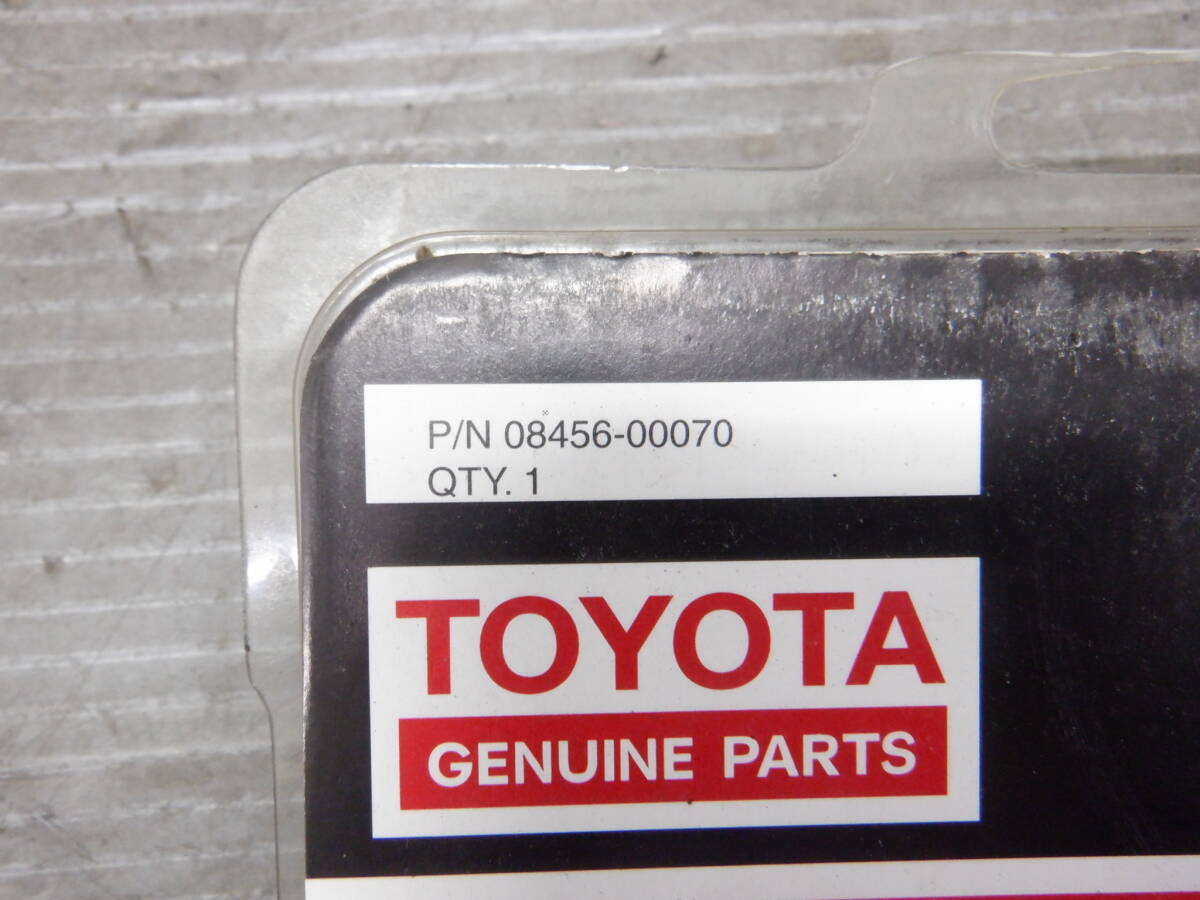 P/N 08456-00070
QTY. 1
TOYOTA
GENUINE PARTS